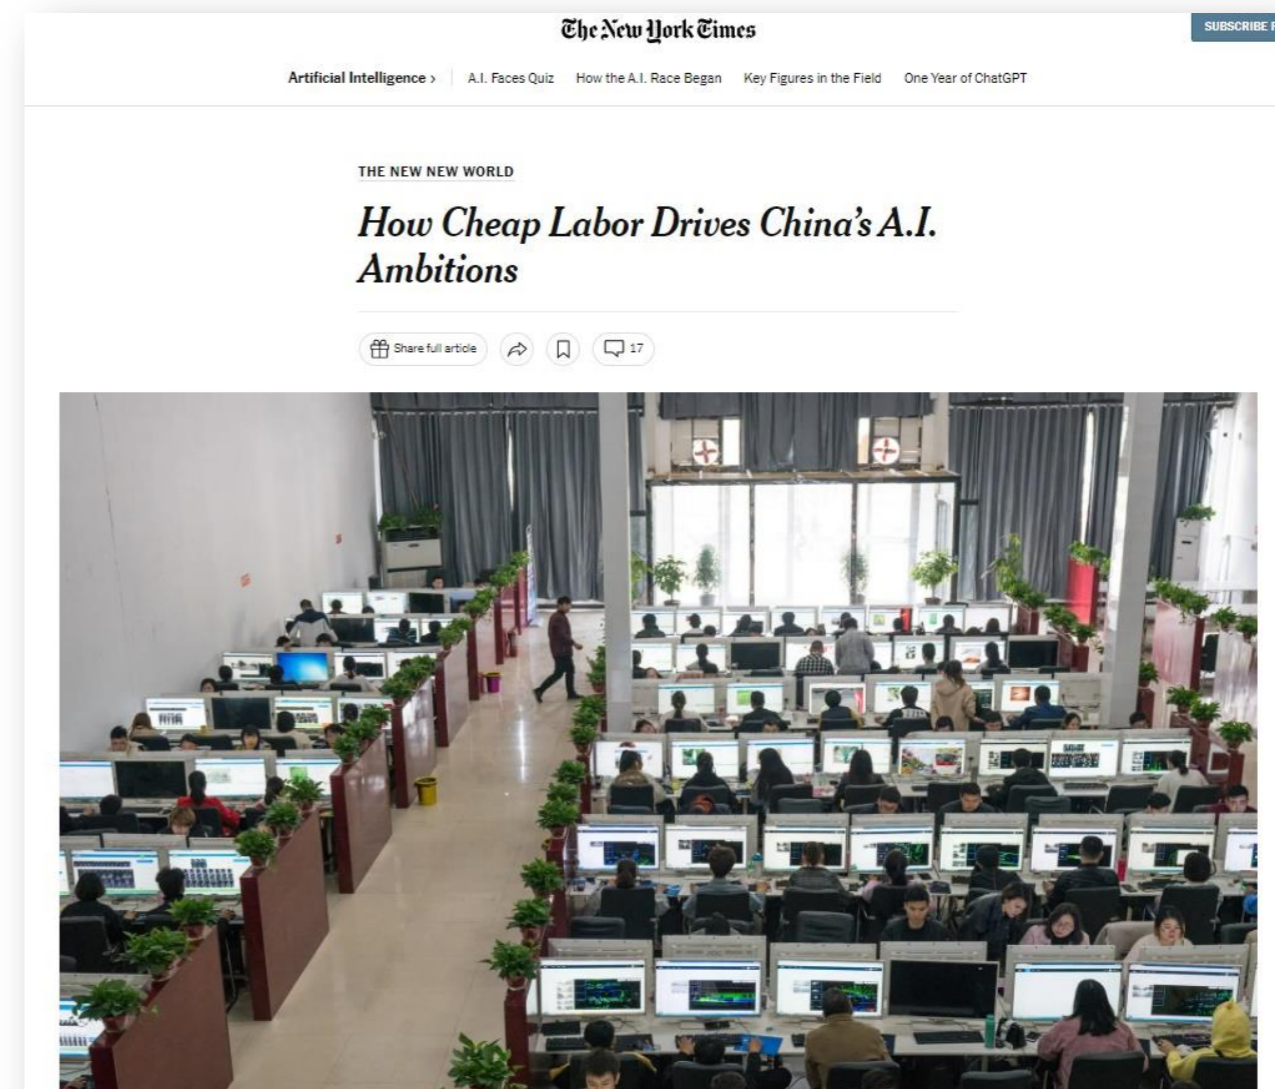 The New York Times
SUBSCRIBE
Artificial Intelligence ›
A.I. Faces Quiz
How the A.I. Race Began
Key Figures in the Field
One Year of ChatGPT
THE NEW NEW WORLD
How Cheap Labor Drives China's A.I.
Ambitions
Share full article
17